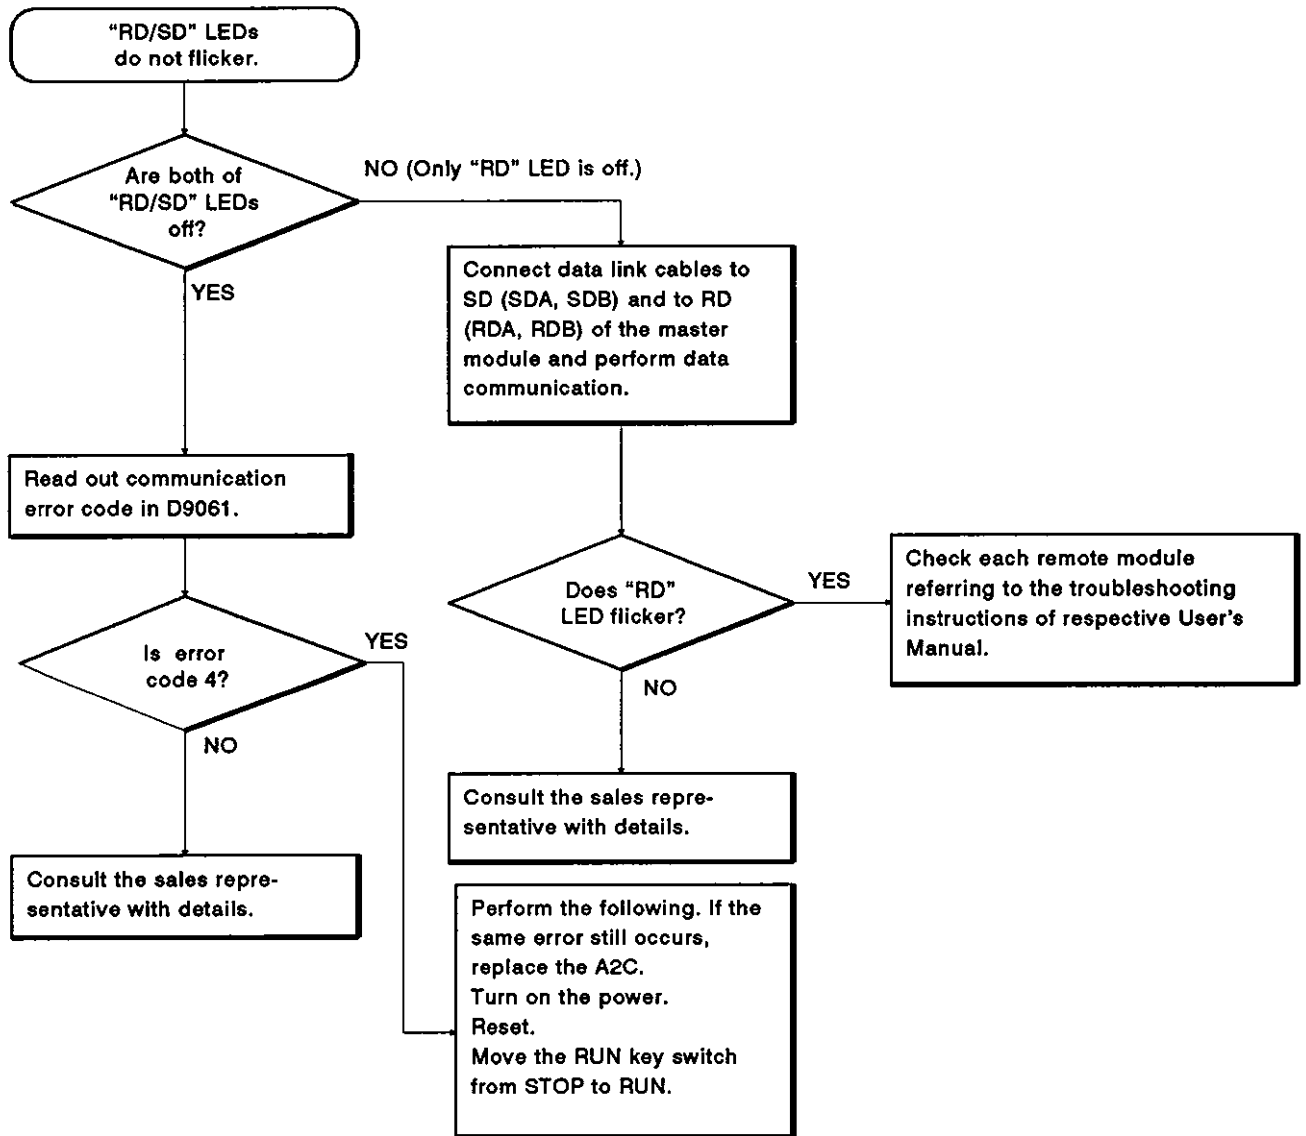 “RD/SD” LEDs
do not flicker.
Are both of
“RD/SD” LEDs
off?
NO (Only “RD” LED is off.)
YES
Connect data link cables to
SD (SDA, SDB) and to RD
(RDA, RDB) of the master
module and perform data
communication.
Read out communication
error code in D9061.
Does “RD”
LED flicker?
YES
Check each remote module
referring to the troubleshooting
instructions of respective User's
Manual.
Is error
code 4?
YES
NO
NO
Consult the sales repre-
sentative with details.
Consult the sales repre-
sentative with details.
Perform the following. If the
same error still occurs,
replace the A2C.
Turn on the power.
Reset.
Move the RUN key switch
from STOP to RUN.